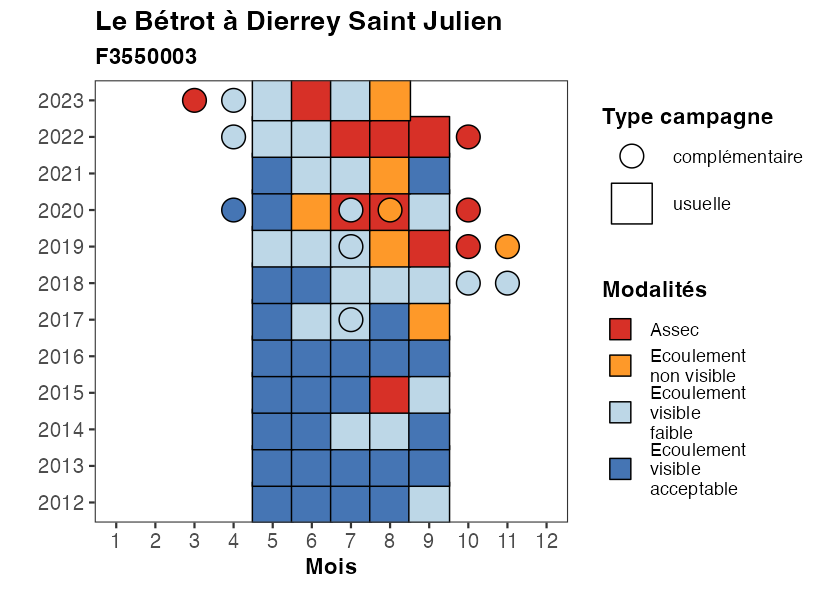 Le Bétrot à Dierrey Saint Julien
F3550003
2023
2022
2021
2020
2019
2018
2017
2016
2015
2014
2013
2012
1 2 3 4 5 6 7 8 9 10 11 12
Mois
Type campagne
complémentaire
usuelle
Modalités
Assec
Ecoulement
non visible
Ecoulement
visible
faible
Ecoulement
visible
acceptable